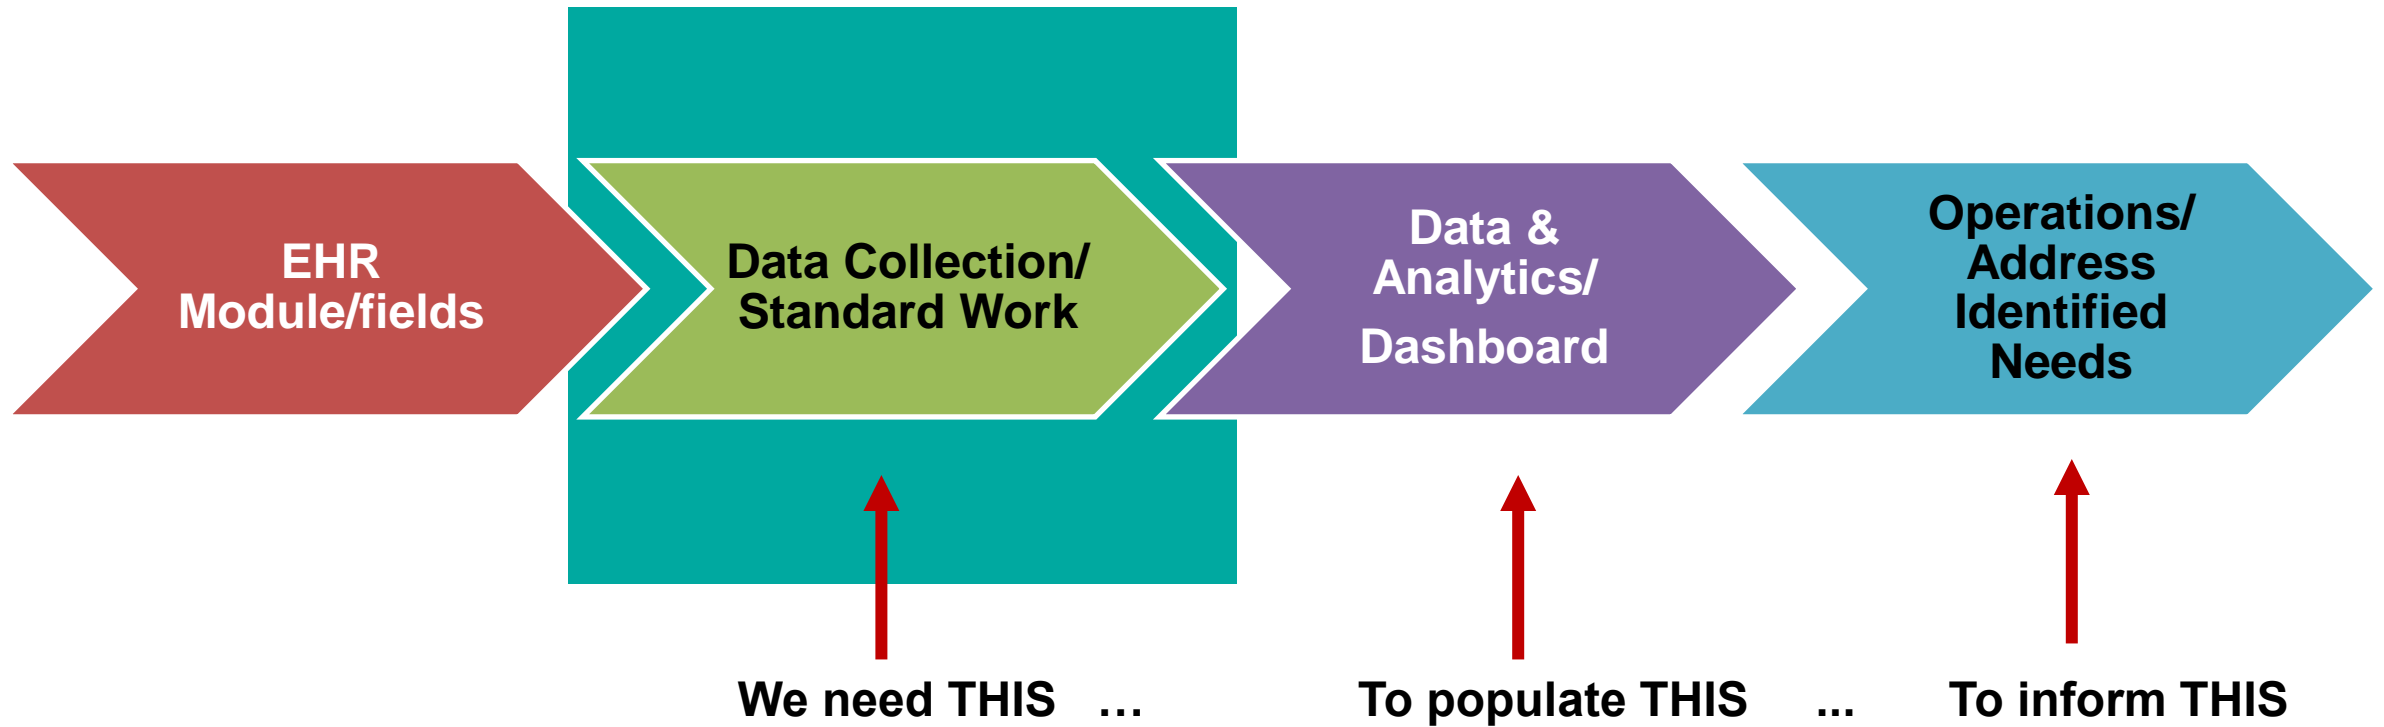 EHR
Module/fields
Data Collection/
Standard Work
Data &
Analytics/
Dashboard
Operations/
Address
Identified
Needs
We need THIS …
To populate THIS ...
To inform THIS